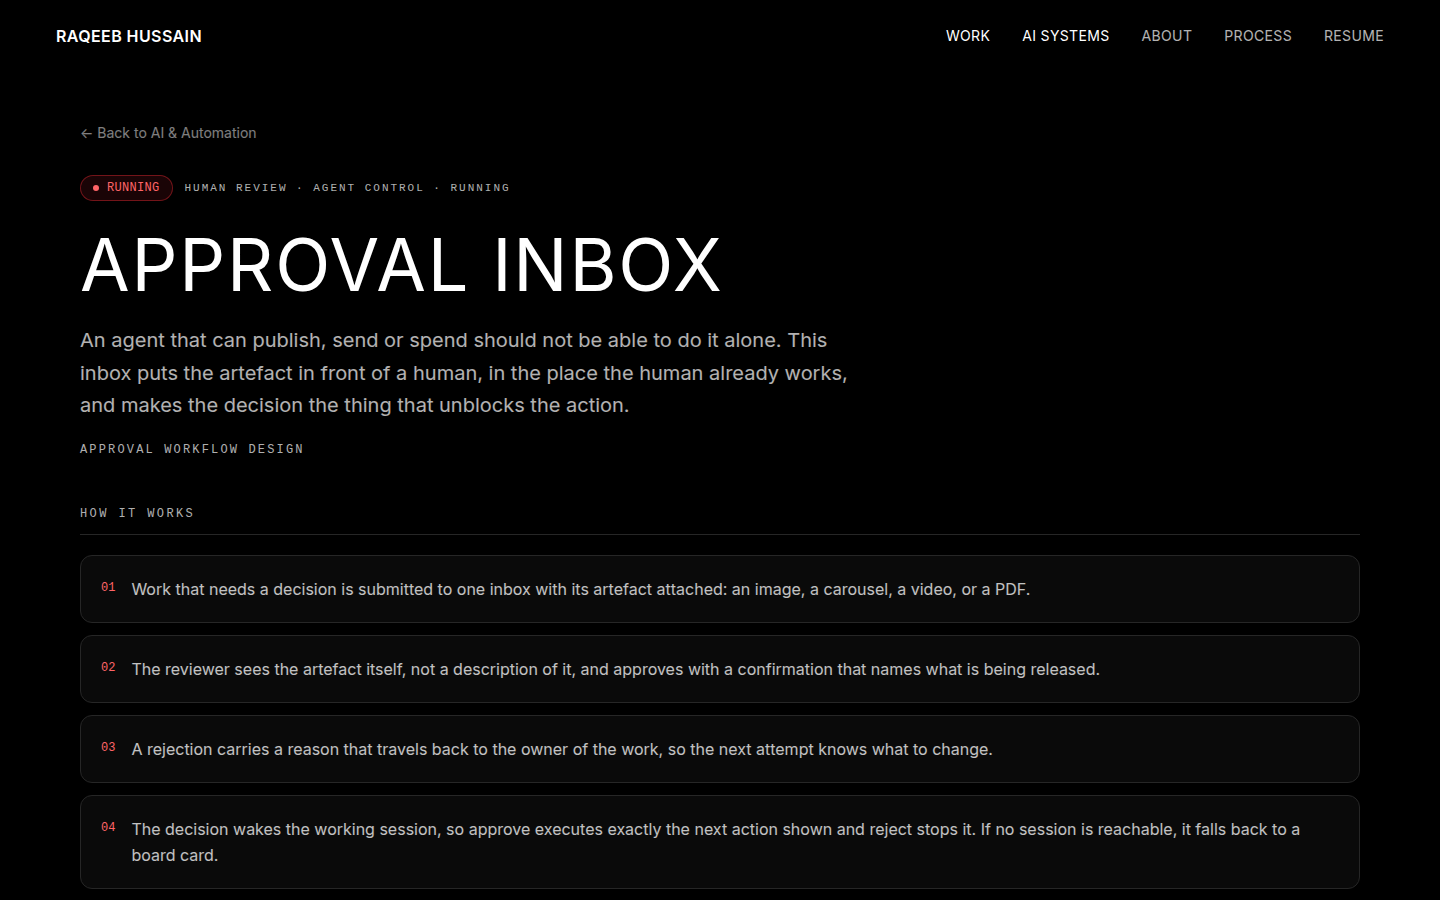 RAQEEB HUSSAIN
WORK AI SYSTEMS ABOUT PROCESS RESUME
← Back to AI & Automation
RUNNING HUMAN REVIEW · AGENT CONTROL · RUNNING
APPROVAL INBOX
An agent that can publish, send or spend should not be able to do it alone. This
inbox puts the artefact in front of a human, in the place the human already works,
and makes the decision the thing that unblocks the action.
APPROVAL WORKFLOW DESIGN
HOW IT WORKS
01 Work that needs a decision is submitted to one inbox with its artefact attached: an image, a carousel, a video, or a PDF.
02 The reviewer sees the artefact itself, not a description of it, and approves with a confirmation that names what is being released.
03 A rejection carries a reason that travels back to the owner of the work, so the next attempt knows what to change.
04 The decision wakes the working session, so approve executes exactly the next action shown and reject stops it. If no session is reachable, it falls back to a
board card.